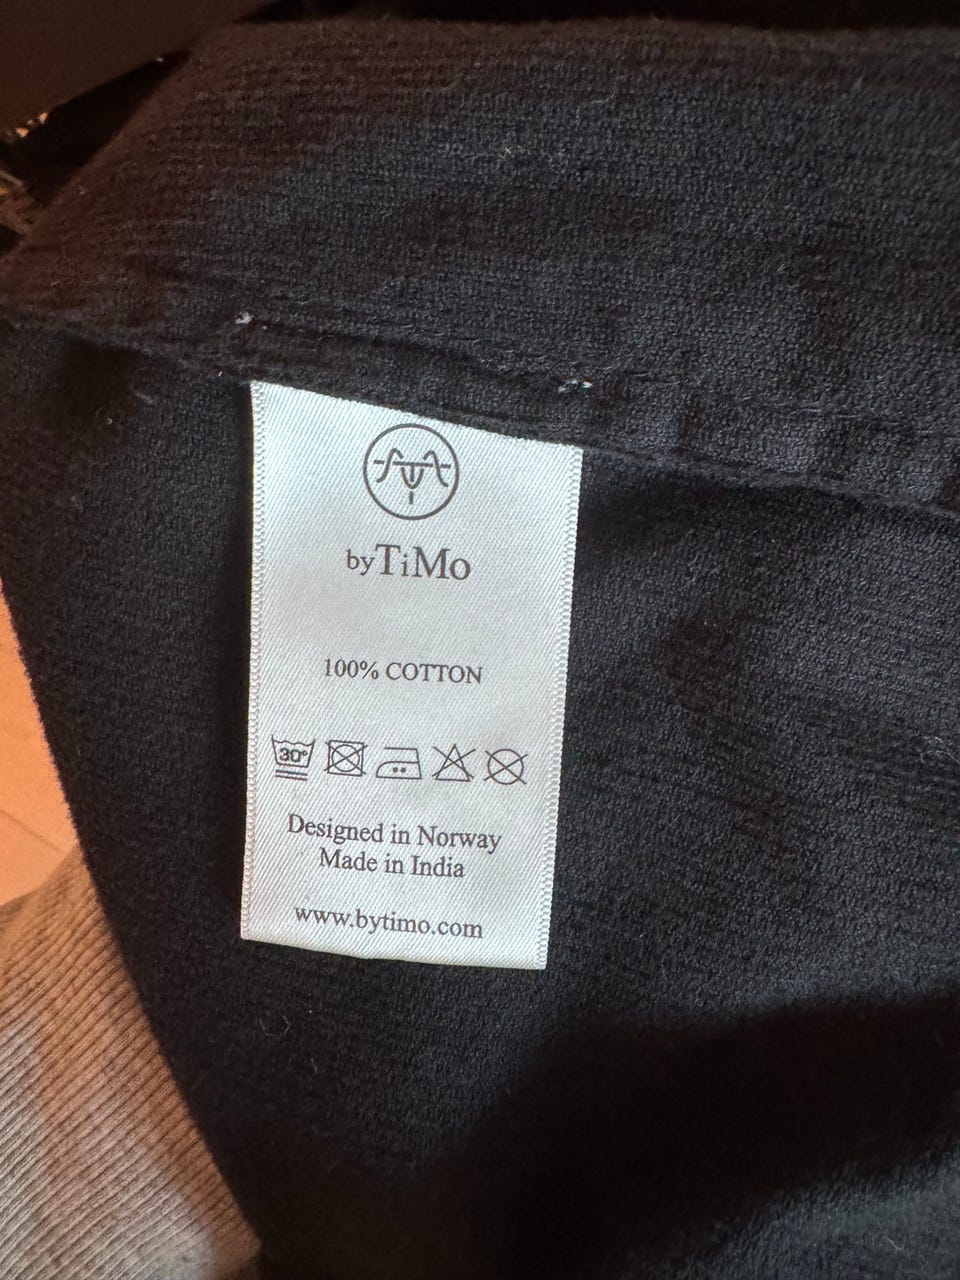 byTiMo
100% COTTON
30°
Designed in Norway
Made in India
www.bytimo.com